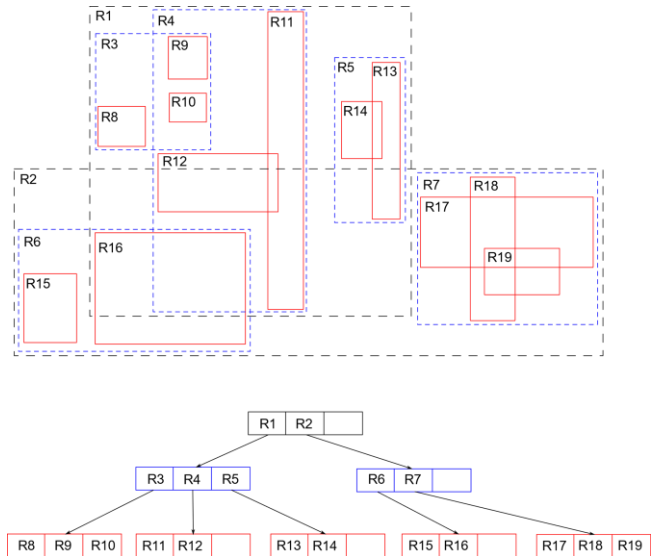 R1 R4 R11
R3 R9
R5 R13
R10
R8 R14
R12
R2 R7 R18
R17
R6
R16
R19
R15
R1 R2
R3 R4 R5 R6 R7
R8 R9 R10 R11 R12 R13 R14 R15 R16 R17 R18 R19